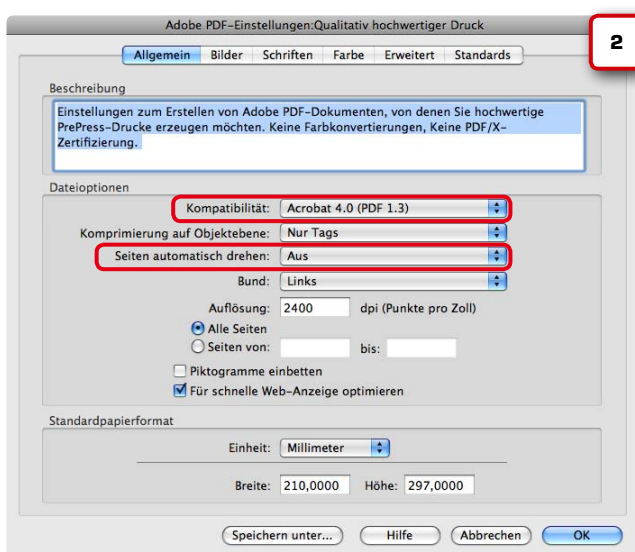 Adobe PDF-Einstellungen:Qualitativ hochwertiger Druck
2
Allgemein Bilder Schriften Farbe Erweitert Standards
Beschreibung
Einstellungen zum Erstellen von Adobe PDF-Dokumenten, von denen Sie hochwertige
PrePress-Drucke erzeugen möchten. Keine Farbkonvertierungen, Keine PDF/X-
Zertifizierung.
Dateioptionen
Kompatibilität: Acrobat 4.0 (PDF 1.3)
Komprimierung auf Objektebene: Nur Tags
Seiten automatisch drehen: Aus
Bund: Links
Auflösung: 2400 dpi (Punkte pro Zoll)
Alle Seiten
Seiten von: bis:
Piktogramme einbetten
Für schnelle Web-Anzeige optimieren
Standardpapierformat
Einheit: Millimeter
Breite: 210,0000 Höhe: 297,0000
Speichern unter... Hilfe Abbrechen OK